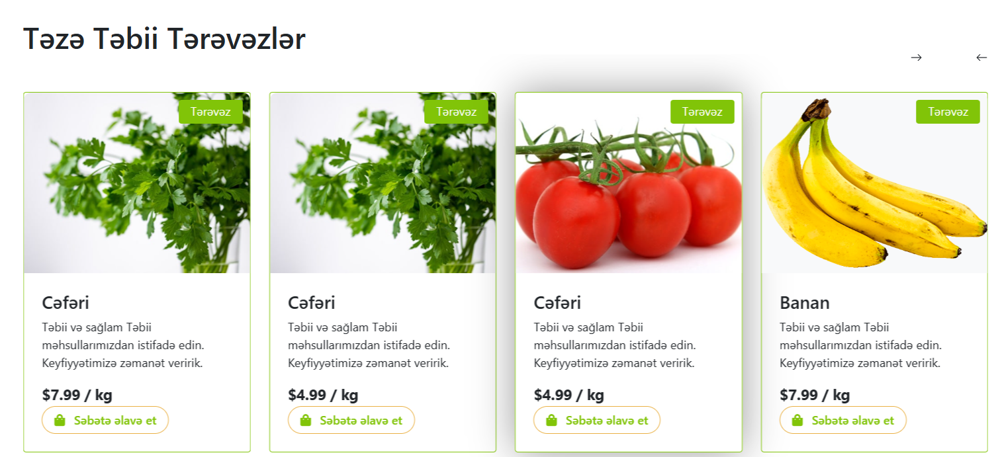 Təzə Təbii Tərəvəzlər
→ ←
Tərəvəz
Cəfəri
Təbii və sağlam Təbii
məhsullarımızdan istifadə edin.
Keyfiyyətimizə zəmanət veririk.
$7.99 / kg
Səbətə əlavə et
Tərəvəz
Cəfəri
Təbii və sağlam Təbii
məhsullarımızdan istifadə edin.
Keyfiyyətimizə zəmanət veririk.
$4.99 / kg
Səbətə əlavə et
Tərəvəz
Cəfəri
Təbii və sağlam Təbii
məhsullarımızdan istifadə edin.
Keyfiyyətimizə zəmanət veririk.
$4.99 / kg
Səbətə əlavə et
Tərəvəz
Banan
Təbii və sağlam Təbii
məhsullarımızdan istifadə edin.
Keyfiyyətimizə zəmanət veririk.
$7.99 / kg
Səbətə əlavə et